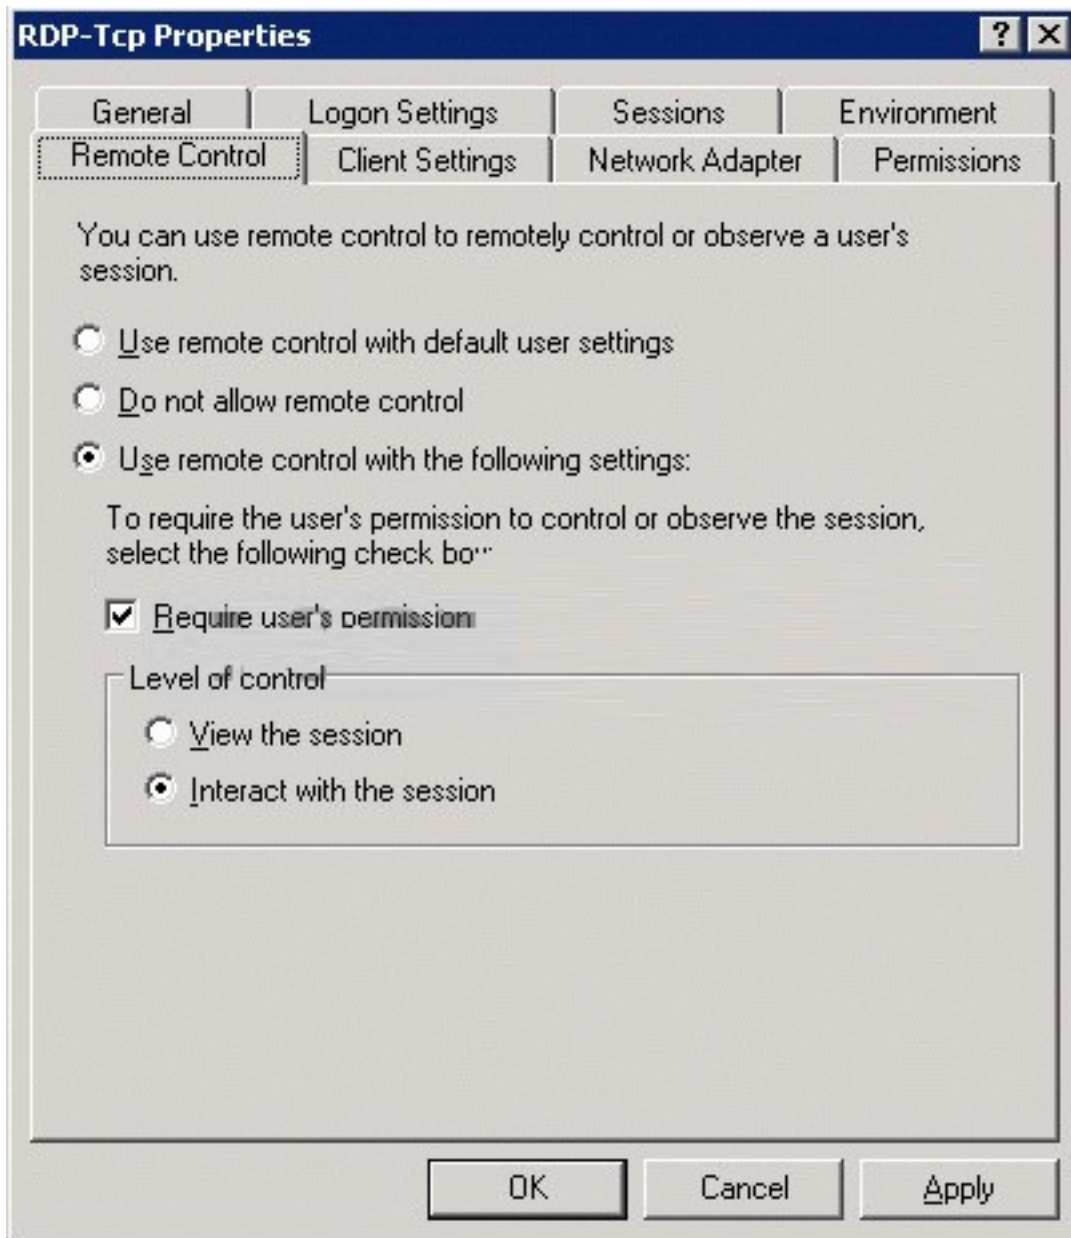 RDP-Tcp Properties
General Logon Settings Sessions Environment
Remote Control Client Settings Network Adapter Permissions
You can use remote control to remotely control or observe a user's
session.
Use remote control with default user settings
Do not allow remote control
Use remote control with the following settings:
To require the user's permission to control or observe the session,
select the following check
Require user's permission
Level of control
View the session
Interact with the session
OK Cancel Apply